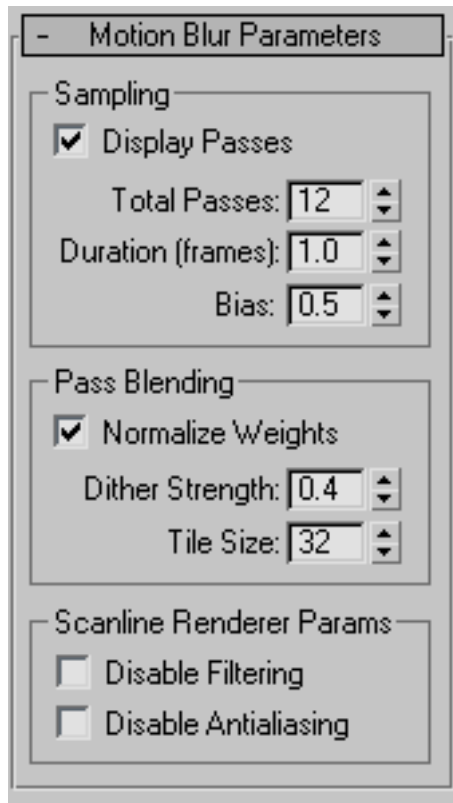 - Motion Blur Parameters
Sampling
Display Passes
Total Passes: 12
Duration (frames): 1.0
Bias: 0.5
Pass Blending
Normalize Weights
Dither Strength: 0.4
Tile Size: 32
Scanline Renderer Params
Disable Filtering
Disable Antialiasing